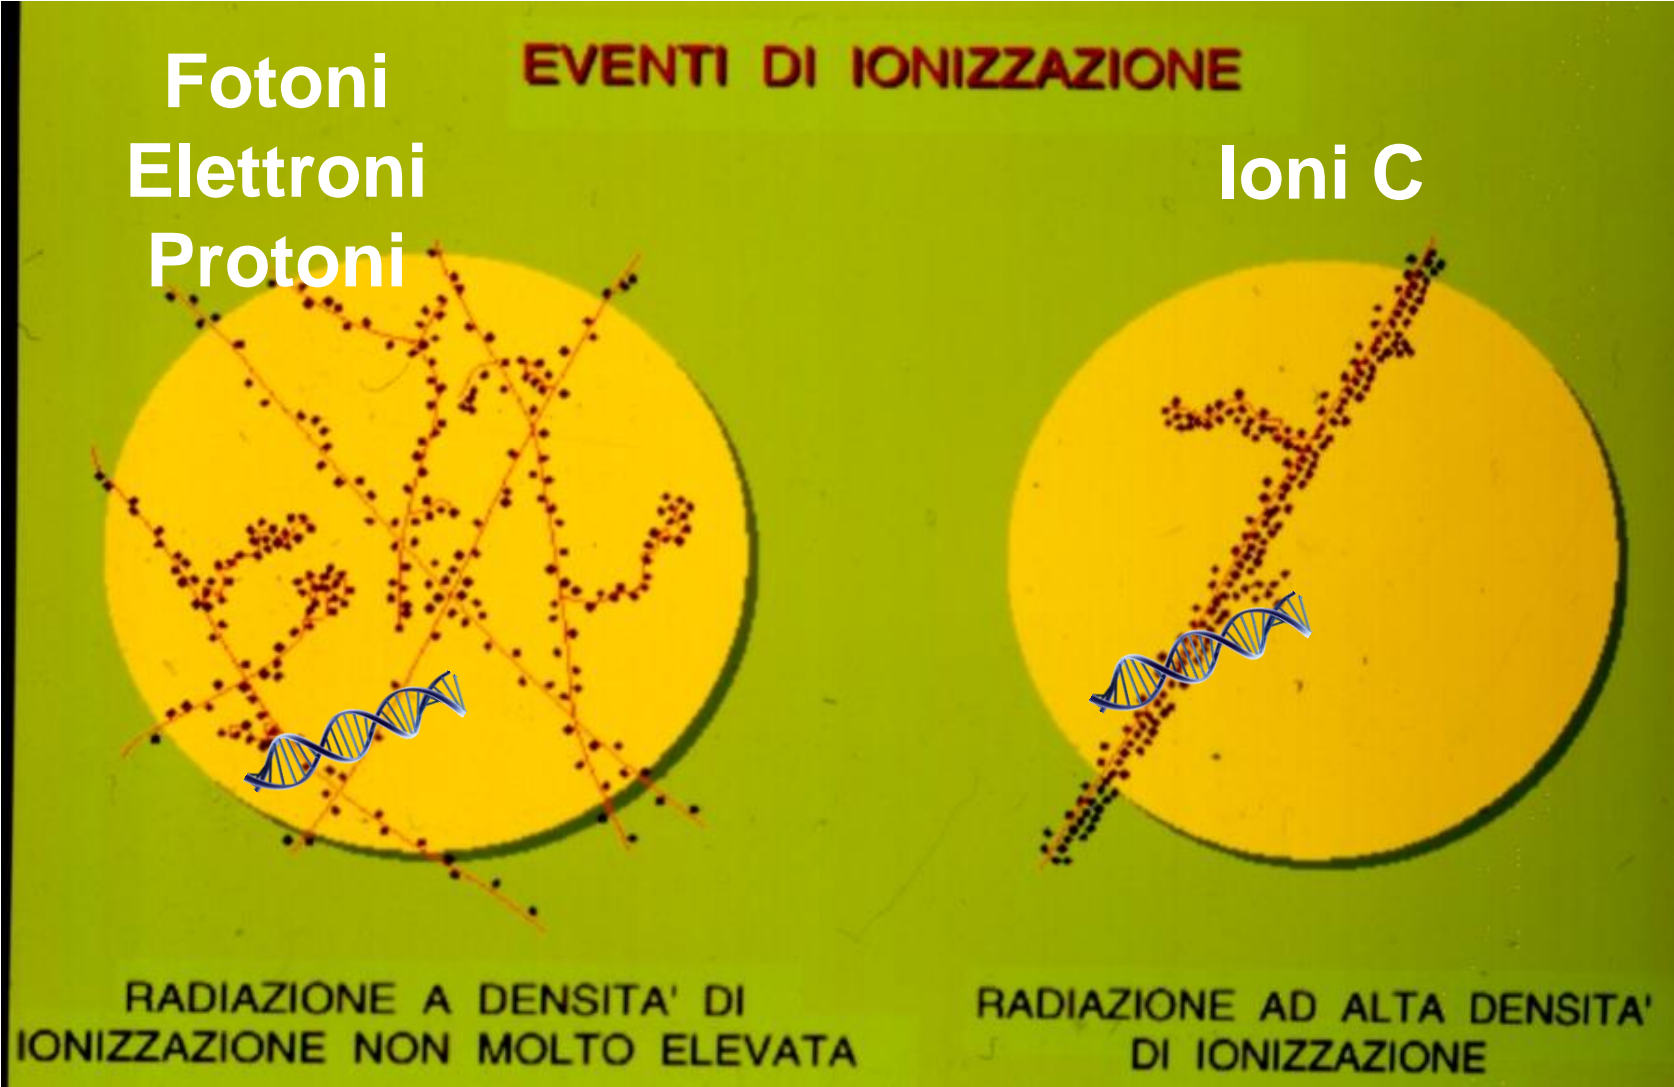 EVENTI DI IONIZZAZIONE
Fotoni
Elettroni
Protoni
Ioni C
RADIAZIONE A DENSITA' DI
IONIZZAZIONE NON MOLTO ELEVATA
RADIAZIONE AD ALTA DENSITA'
DI IONIZZAZIONE